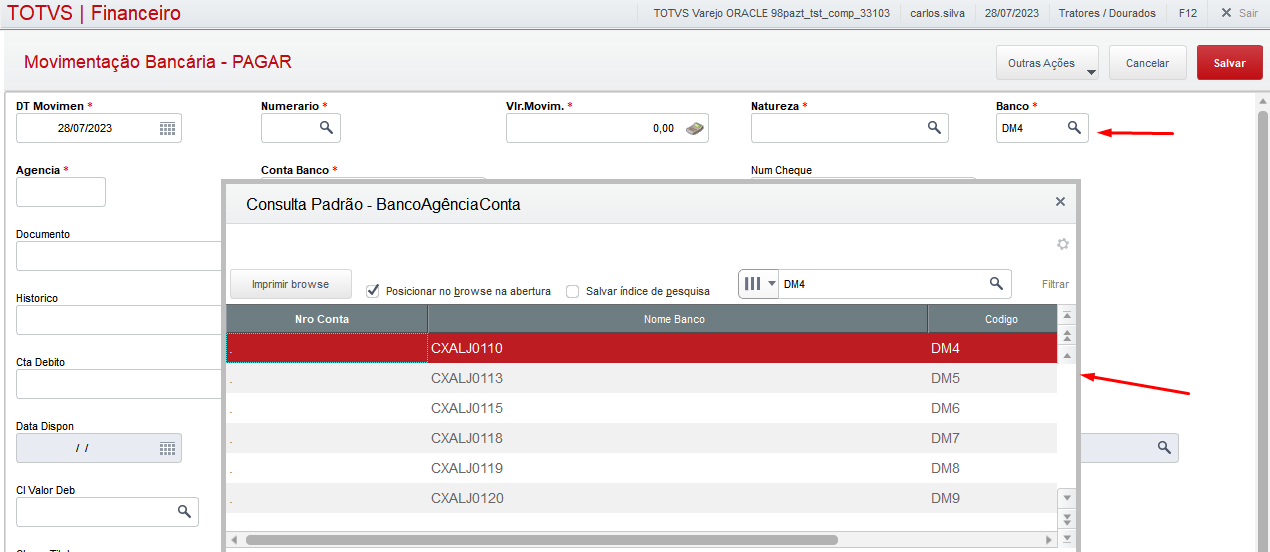 TOTVS | Financeiro
TOTVS Varejo ORACLE 98pazt_tst_comp_33103
carlos.silva
28/07/2023
Tratores / Dourados
F12
Sair
Movimentação Bancária - PAGAR
Outras Ações
Cancelar
Salvar
DT Movimen *
Numerario *
Vlr.Movim. *
Natureza *
Banco *
28/07/2023
0,00
DM4
Agencia *
Conta Banco *
Num Cheque
Documento
Historico
Cta Debito
Data Dispon
/ /
Cl Valor Deb
Consulta Padrão - BancoAgênciaConta
Imprimir browse
Posicionar no browse na abertura
Salvar índice de pesquisa
DM4
Filtrar
Nro Conta Nome Banco Codigo
. CXALJ0110 DM4
. CXALJ0113 DM5
. CXALJ0115 DM6
. CXALJ0118 DM7
. CXALJ0119 DM8
. CXALJ0120 DM9